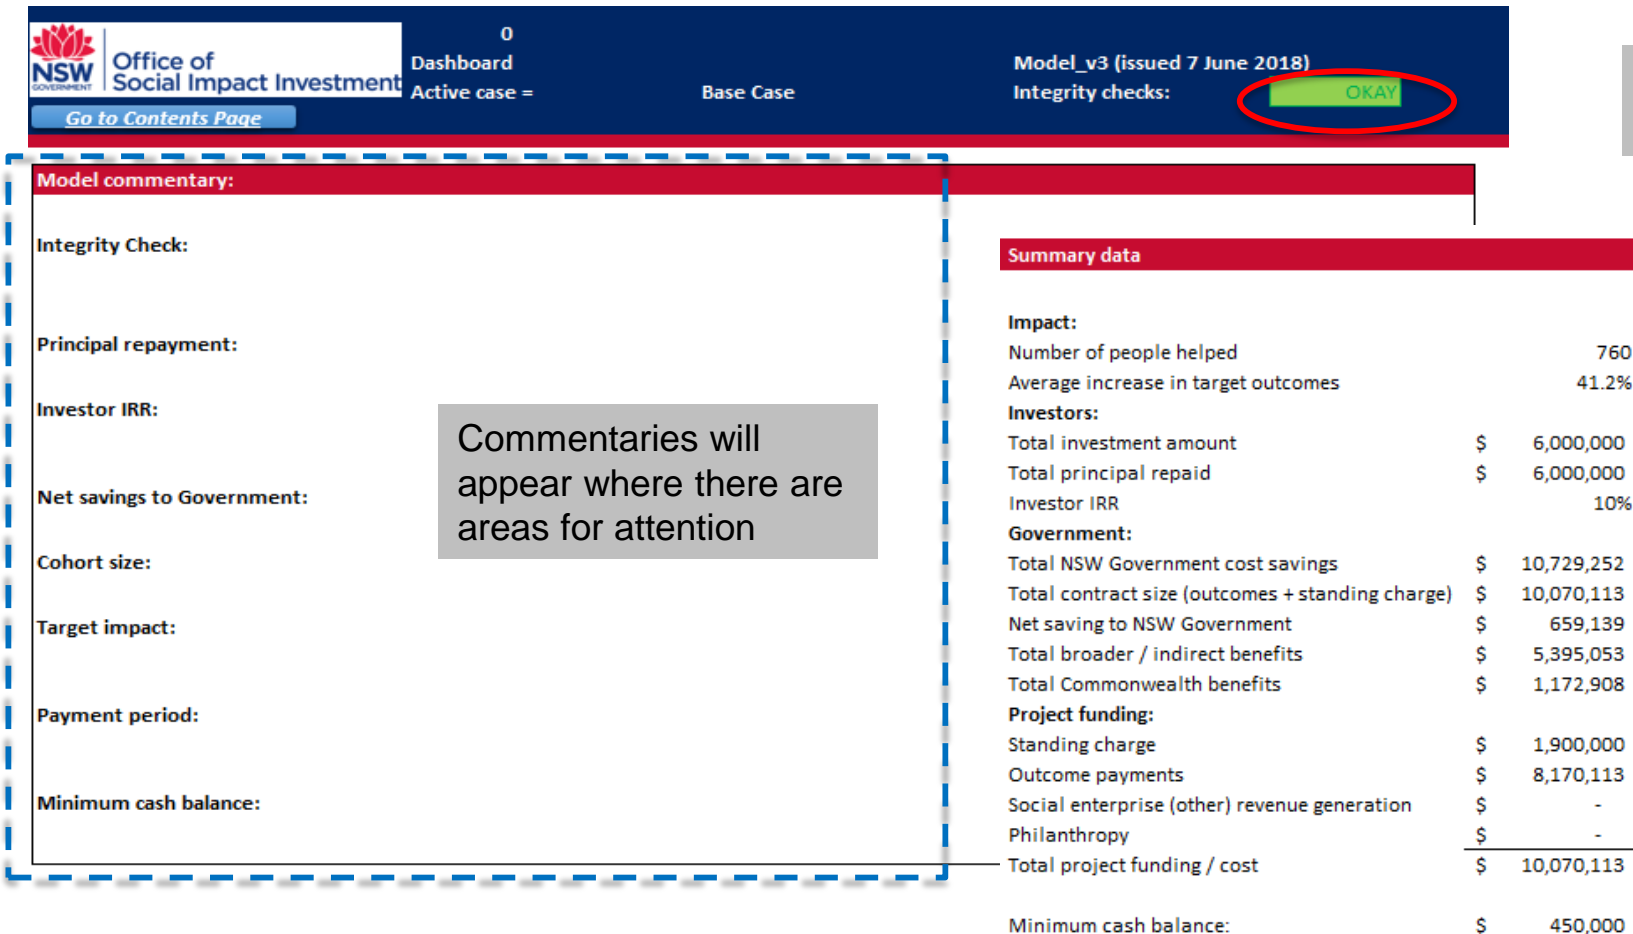 0
NSW
GOVERNMENT
Office of
Social Impact Investment
Dashboard
Model_v3 (issued 7 June 2018)
Active case =
Base Case
Integrity checks:
OKAY
Go to Contents Page
Model commentary:
Integrity Check:
Principal repayment:
Investor IRR:
Net savings to Government:
Cohort size:
Target impact:
Payment period:
Minimum cash balance:
Commentaries will
appear where there are
areas for attention
Summary data
Impact:
Number of people helped 760
Average increase in target outcomes 41.2%
Investors:
Total investment amount $ 6,000,000
Total principal repaid $ 6,000,000
Investor IRR 10%
Government:
Total NSW Government cost savings $ 10,729,252
Total contract size (outcomes + standing charge) $ 10,070,113
Net saving to NSW Government $ 659,139
Total broader / indirect benefits $ 5,395,053
Total Commonwealth benefits $ 1,172,908
Project funding:
Standing charge $ 1,900,000
Outcome payments $ 8,170,113
Social enterprise (other) revenue generation $ -
Philanthropy $ -
Total project funding / cost $ 10,070,113
Minimum cash balance: $ 450,000